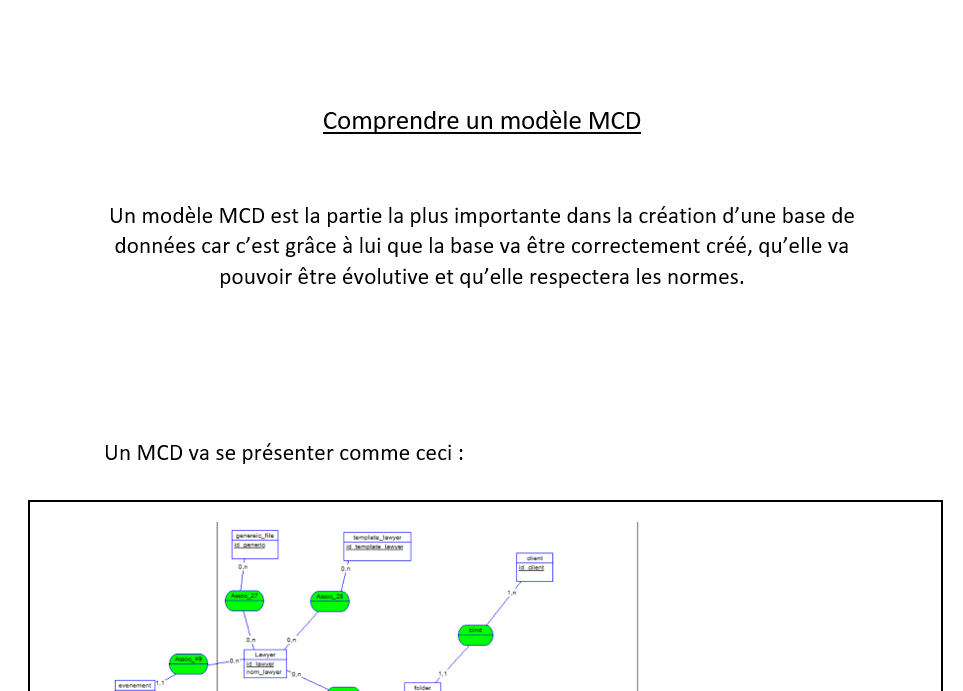 Comprendre un modèle MCD
Un modèle MCD est la partie la plus importante dans la création d’une base de
données car c’est grâce à lui que la base va être correctement créé, qu’elle va
pouvoir être évolutive et qu’elle respectera les normes.
Un MCD va se présenter comme ceci :
genereic_file
id_generic
template_lawyer
id_template_lawyer
client
id_client
0,n
0,n
1,n
Assoc_27
Assoc_28
bind
0,n
0,n
Lawyer
id_lawyer
nom_lawyer
Assoc_49
0,n
0,n
1,1
evenement
1,1
folder